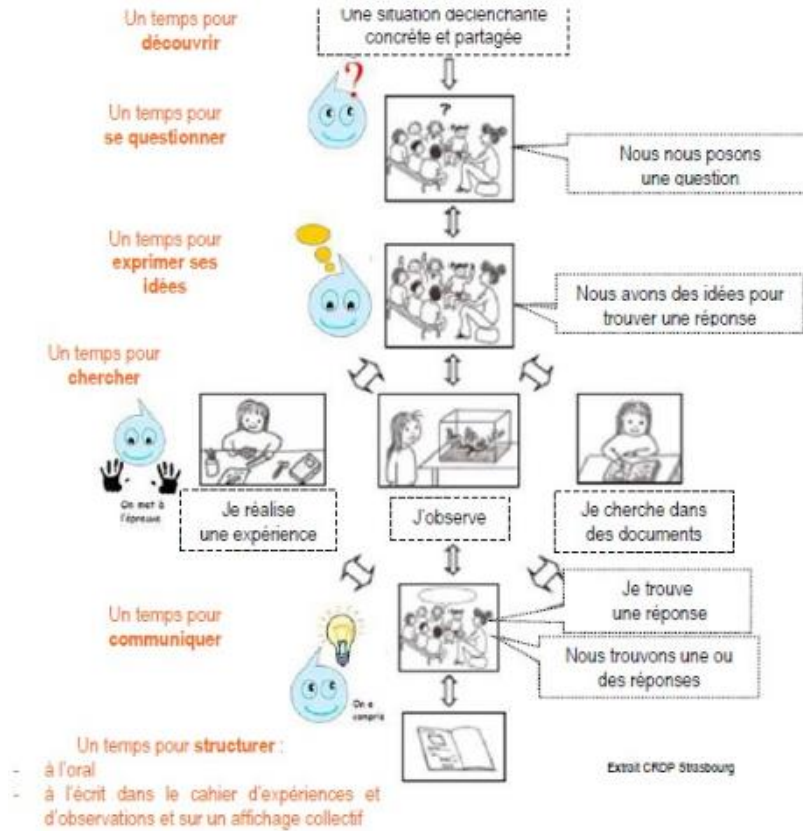 Un temps pour
découvrir
Une situation déclenchante
concrète et partagée
?
Un temps pour
se questionner
?
Nous nous posons
une question
Un temps pour
exprimer ses
idées
Nous avons des idées pour
trouver une réponse
Un temps pour
chercher
On met à
l'épreuve
Je réalise
une expérience
J'observe
Je cherche dans
des documents
Un temps pour
communiquer
On a
compris
Je trouve
une réponse
Nous trouvons une ou
des réponses
Un temps pour structurer :
- à l'oral
- à l'écrit dans le cahier d'expériences et
d'observations et sur un affichage collectif
Extrait CRDP Strasbourg